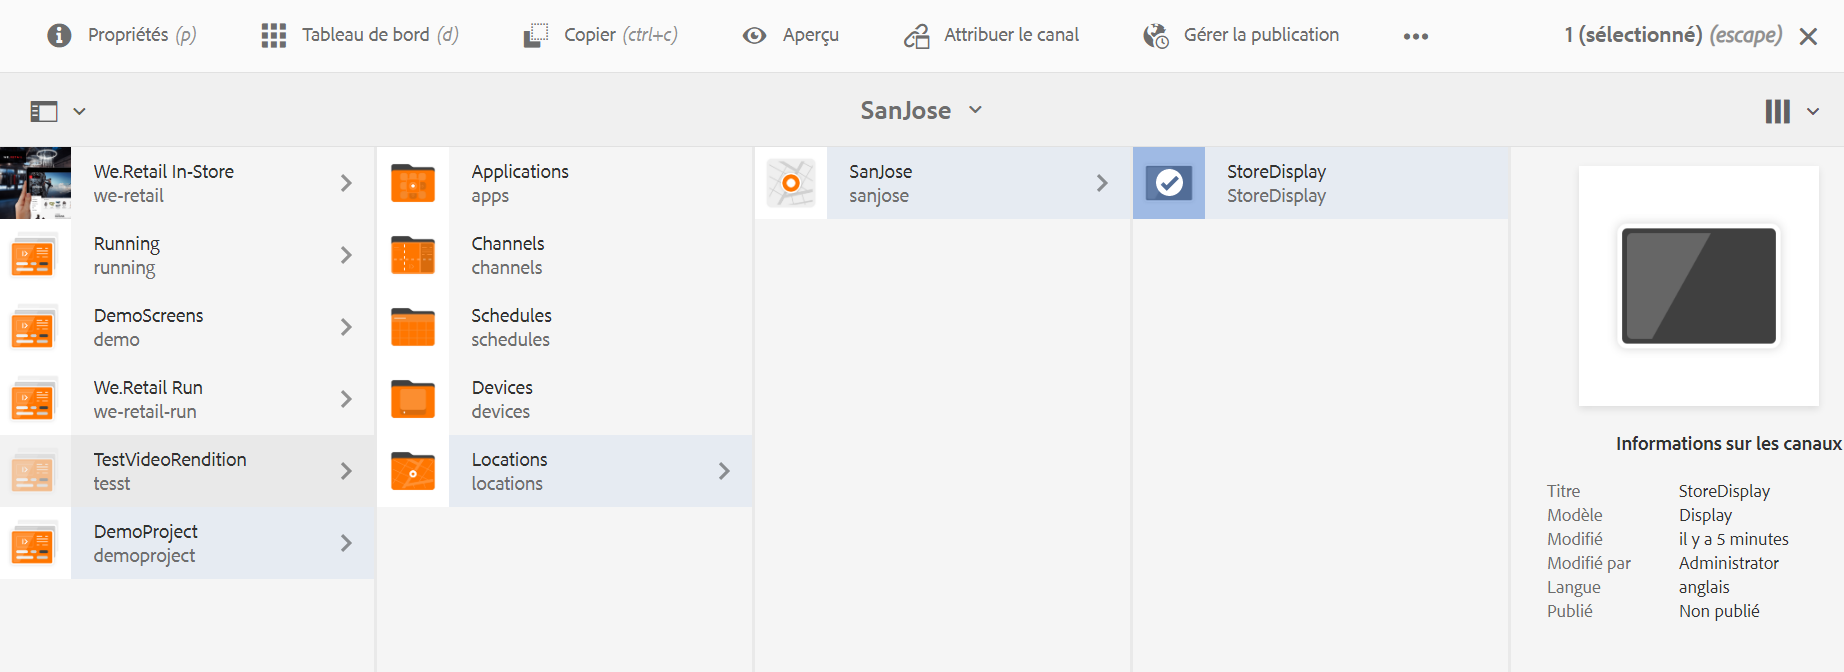 Propriétés (p)
Tableau de bord (d)
Copier (ctrl+c)
Aperçu
Attribuer le canal
Gérer la publication
1 (sélectionné) (escape)
SanJose
We.Retail In-Store
we-retail
Running
running
DemoScreens
demo
We.Retail Run
we-retail-run
TestVideoRendition
tesst
DemoProject
demoproject
Applications
apps
Channels
channels
Schedules
schedules
Devices
devices
Locations
locations
SanJose
sanjose
StoreDisplay
StoreDisplay
Informations sur les canaux
Titre StoreDisplay
Modèle Display
Modifié il y a 5 minutes
Modifié par Administrator
Langue anglais
Publié Non publié